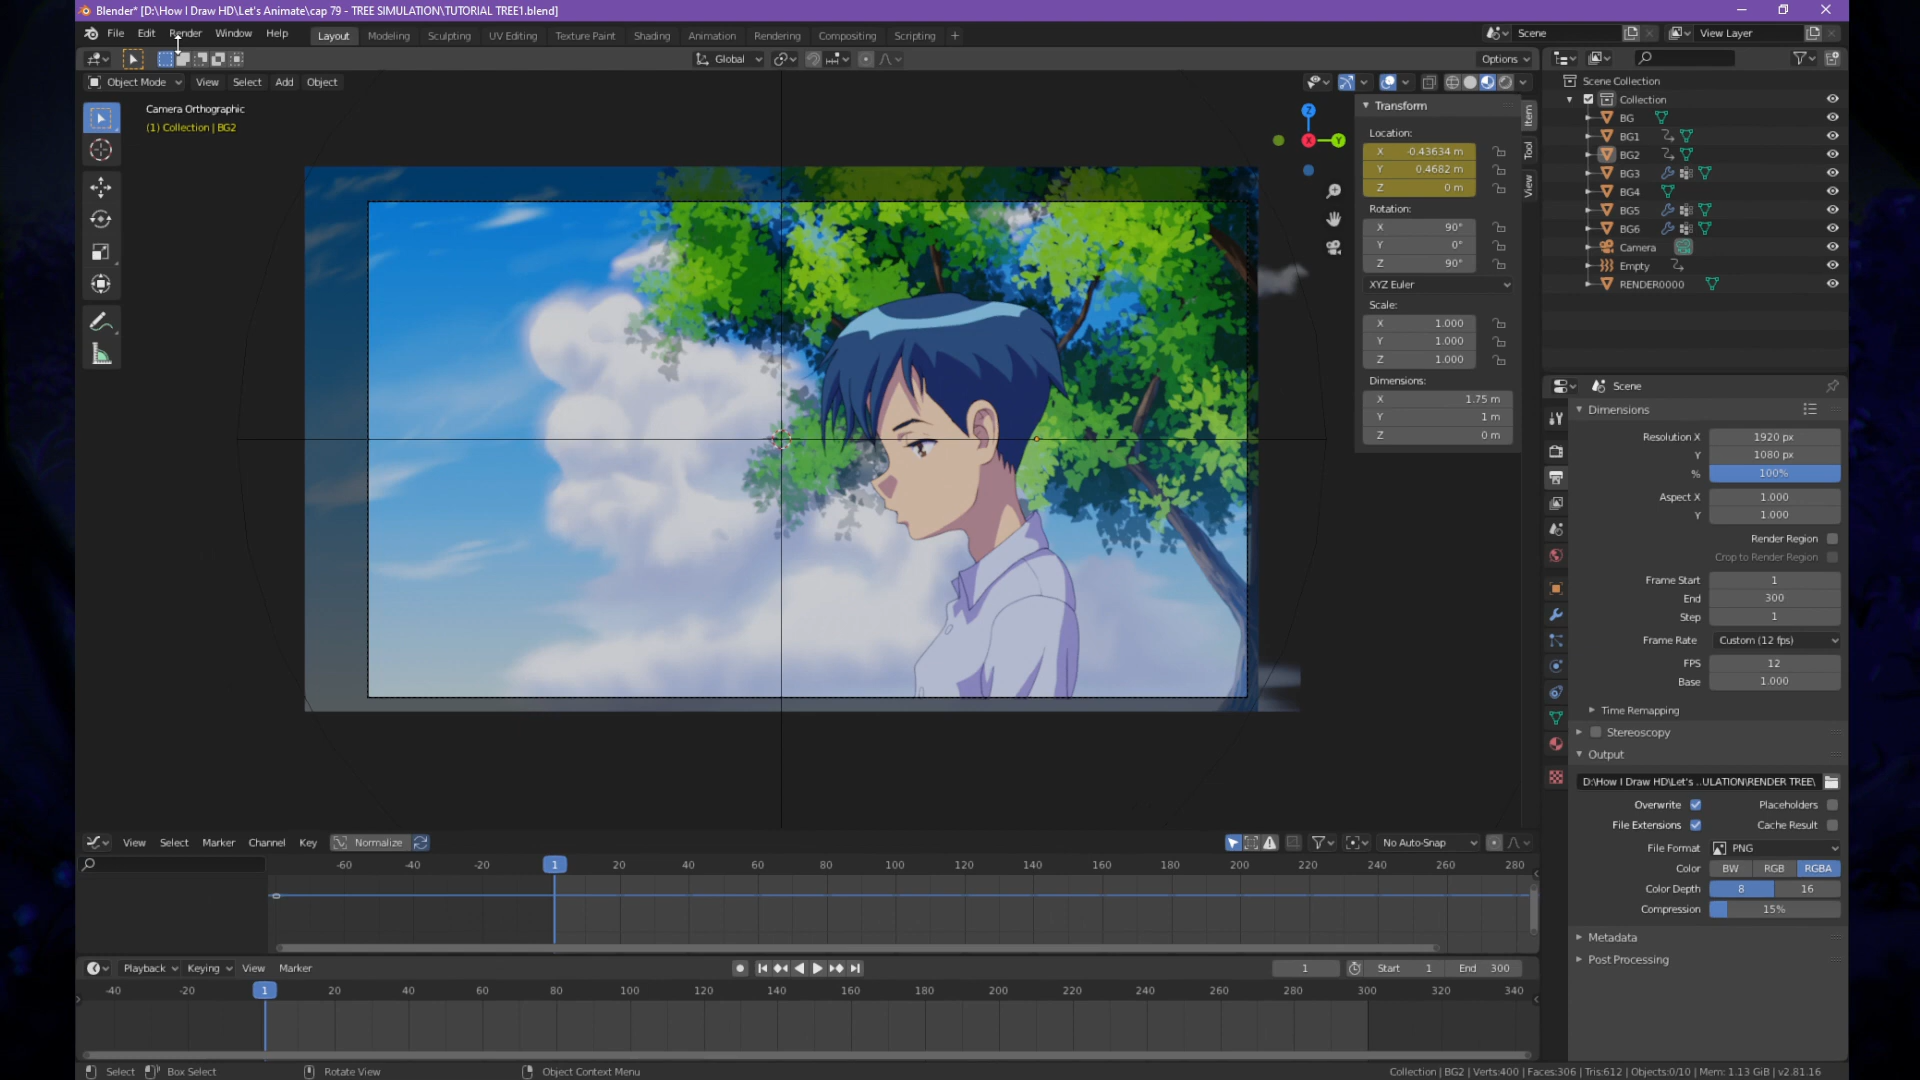 Blender* [D:\How I Draw HD\Let's Animate\cap 79 - TREE SIMULATION\TUTORIAL TREE1.blend]
File Edit Render Window Help Layout Modeling Sculpting UV Editing Texture Paint Shading Animation Rendering Compositing Scripting + Scene View Layer
Global Options
Object Mode View Select Add Object
Camera Orthographic
(1) Collection | BG2
Z
X
Y
Item
Tool
View
Transform
Location:
X -0.43634 m
Y 0.4682 m
Z 0 m
Rotation:
X 90°
Y 0°
Z 90°
XYZ Euler
Scale:
X 1.000
Y 1.000
Z 1.000
Dimensions:
X 1.75 m
Y 1 m
Z 0 m
Scene Collection
Collection
BG
BG1
BG2
BG3
BG4
BG5
BG6
Camera
Empty
RENDER0000
Scene
Dimensions
Resolution X 1920 px
Y 1080 px
% 100%
Aspect X 1.000
Y 1.000
Render Region
Crop to Render Region
Frame Start 1
End 300
Step 1
Frame Rate Custom (12 fps)
FPS 12
Base 1.000
Time Remapping
Stereoscopy
Output
D:\How I Draw HD\Let's ..ULATION\RENDER TREE\
Overwrite Placeholders
File Extensions Cache Result
File Format PNG
Color BW RGB RGBA
Color Depth 8 16
Compression 15%
Metadata
Post Processing
View Select Marker Channel Key Normalize No Auto-Snap
-60 -40 -20 1 20 40 60 80 100 120 140 160 180 200 220 240 260 280
Playback Keying View Marker 1 Start 1 End 300
-40 -20 1 20 40 60 80 100 120 140 160 180 200 220 240 260 280 300 320 340
Select Box Select Rotate View Object Context Menu Collection | BG2 | Verts:400 | Faces:306 | Tris:612 | Objects:0/10 | Mem: 1.13 GiB | v2.81.16